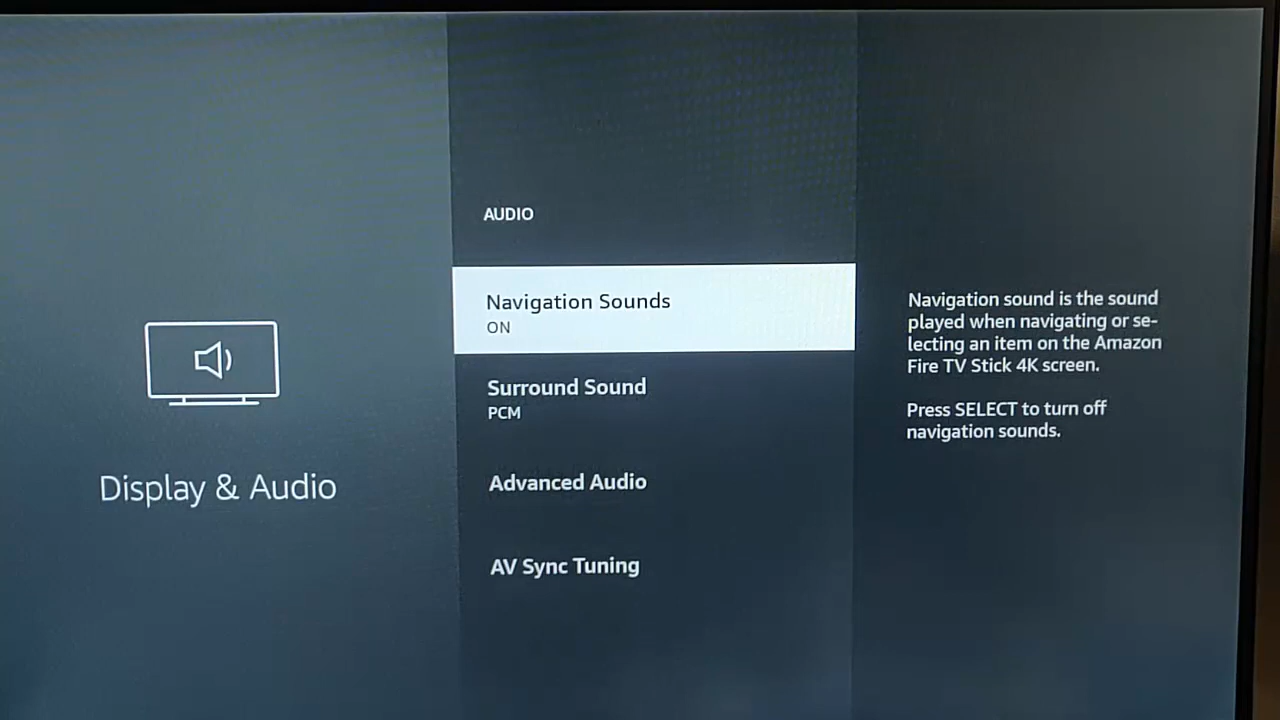 AUDIO
Navigation Sounds
ON
Surround Sound
PCM
Advanced Audio
AV Sync Tuning
Display & Audio
Navigation sound is the sound
played when navigating or se-
lecting an item on the Amazon
Fire TV Stick 4K screen.
Press SELECT to turn off
navigation sounds.